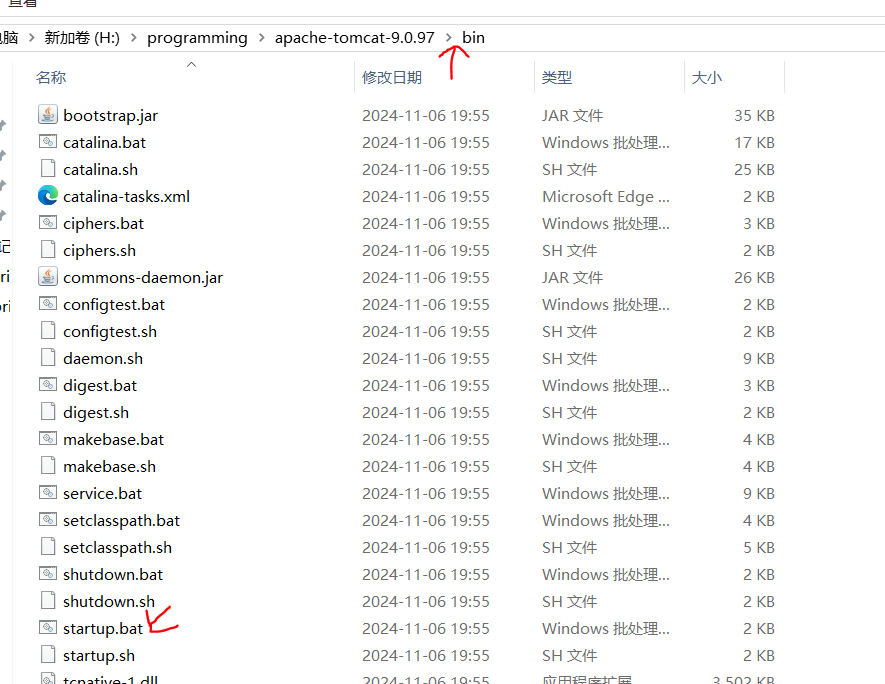 查看
脑 新加卷 (H:) programming apache-tomcat-9.0.97 bin
名称 修改日期 类型 大小
bootstrap.jar 2024-11-06 19:55 JAR 文件 35 KB
catalina.bat 2024-11-06 19:55 Windows 批处理... 17 KB
catalina.sh 2024-11-06 19:55 SH 文件 25 KB
catalina-tasks.xml 2024-11-06 19:55 Microsoft Edge ... 2 KB
ciphers.bat 2024-11-06 19:55 Windows 批处理... 3 KB
ciphers.sh 2024-11-06 19:55 SH 文件 2 KB
commons-daemon.jar 2024-11-06 19:55 JAR 文件 26 KB
configtest.bat 2024-11-06 19:55 Windows 批处理... 2 KB
configtest.sh 2024-11-06 19:55 SH 文件 2 KB
daemon.sh 2024-11-06 19:55 SH 文件 9 KB
digest.bat 2024-11-06 19:55 Windows 批处理... 3 KB
digest.sh 2024-11-06 19:55 SH 文件 2 KB
makebase.bat 2024-11-06 19:55 Windows 批处理... 4 KB
makebase.sh 2024-11-06 19:55 SH 文件 4 KB
service.bat 2024-11-06 19:55 Windows 批处理... 9 KB
setclasspath.bat 2024-11-06 19:55 Windows 批处理... 4 KB
setclasspath.sh 2024-11-06 19:55 SH 文件 5 KB
shutdown.bat 2024-11-06 19:55 Windows 批处理... 2 KB
shutdown.sh 2024-11-06 19:55 SH 文件 2 KB
startup.bat 2024-11-06 19:55 Windows 批处理... 2 KB
startup.sh 2024-11-06 19:55 SH 文件 2 KB
tcnative-1.dll 2024-11-06 19:55 应用程序扩展 3,502 KB